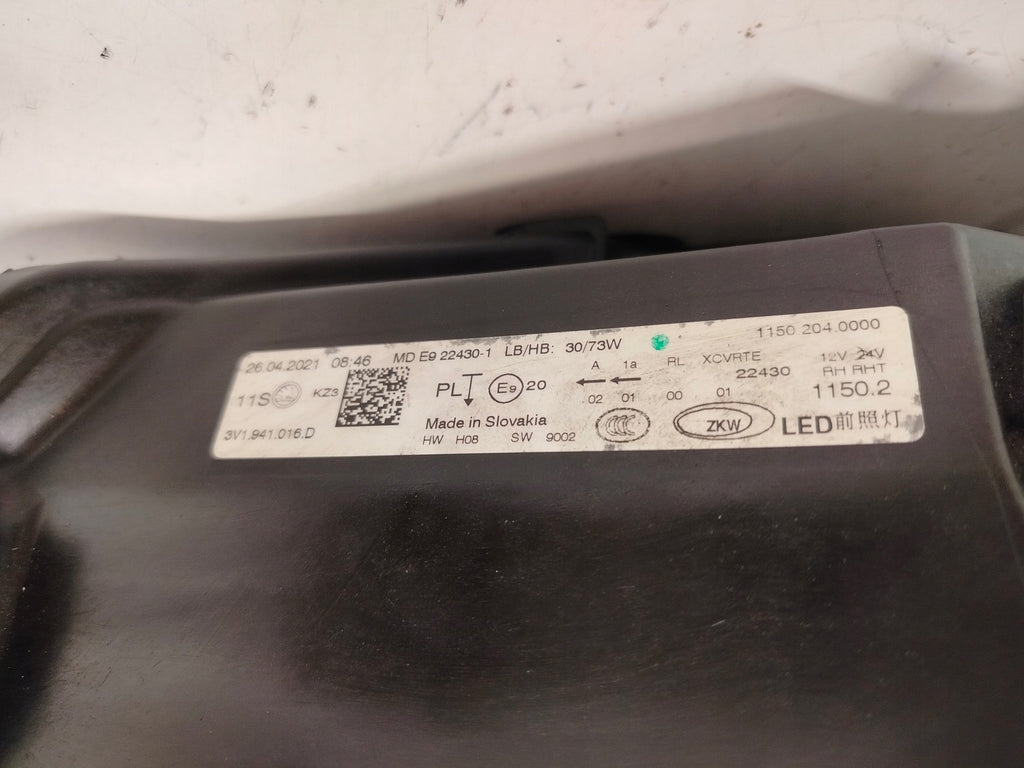 26.04.2021 08:46 MD E9 22430-1 LB/HB: 30/73W 1150 204.0000
11S KZ3 PL E9 20 A 1a RL XCVRTE 12V 24V
22430 RH RHT
02 01 00 01 1150.2
3V1.941.016.D Made in Slovakia CCC ZKW LED前照灯
HW H08 SW 9002